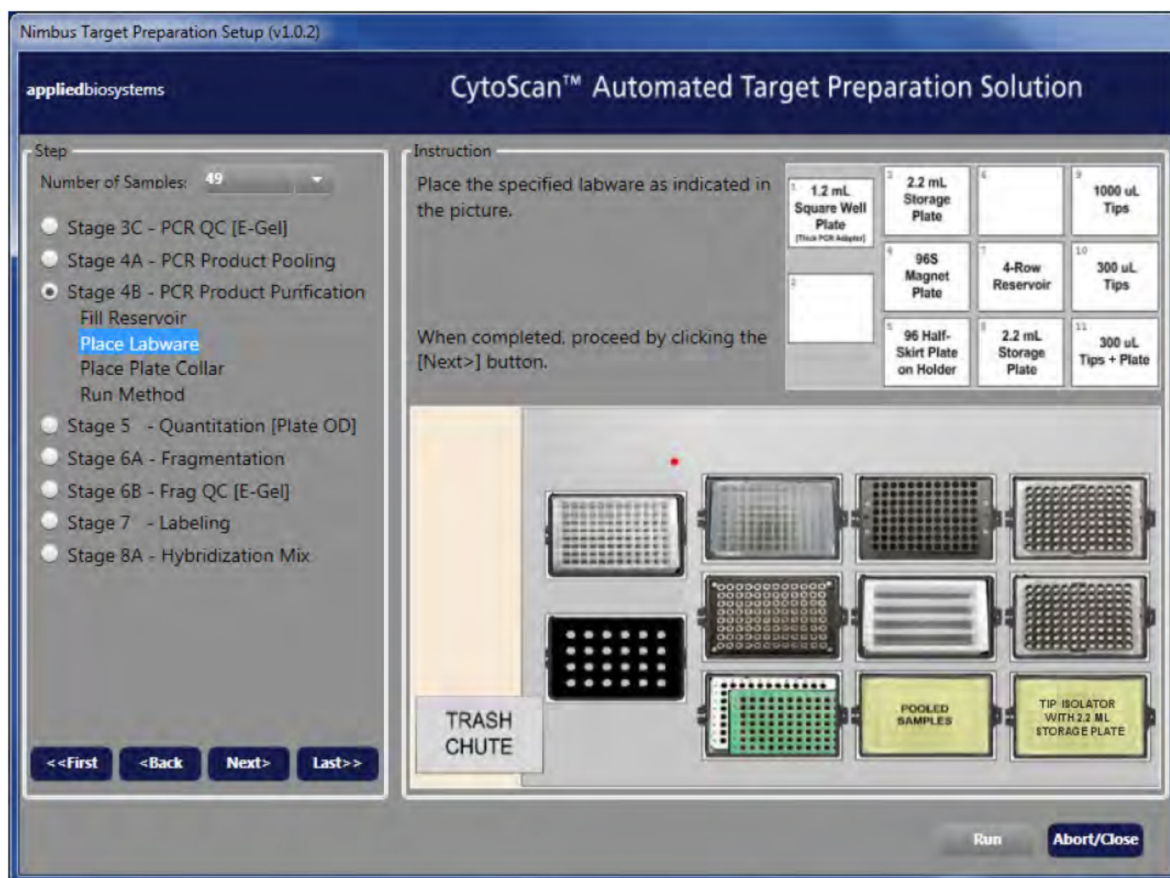 Nimbus Target Preparation Setup (v1.0.2)
appliedbiosystems
CytoScan™ Automated Target Preparation Solution
Step
Number of Samples: 49
Stage 3C - PCR QC [E-Gel]
Stage 4A - PCR Product Pooling
Stage 4B - PCR Product Purification
Fill Reservoir
Place Labware
Place Plate Collar
Run Method
Stage 5 - Quantitation [Plate OD]
Stage 6A - Fragmentation
Stage 6B - Frag QC [E-Gel]
Stage 7 - Labeling
Stage 8A - Hybridization Mix
<<First
<Back
Next>
Last>>
Instruction
Place the specified labware as indicated in
the picture.
When completed, proceed by clicking the
[Next>] button.
1
1.2 mL
Square Well
Plate
[Thick PCR Adapter]
2
3
2.2 mL
Storage
Plate
96S
Magnet
Plate
5
96 Half-
Skirt Plate
on Holder
7
4-Row
Reservoir
8
2.2 mL
Storage
Plate
9
1000 uL
Tips
10
300 uL
Tips
11
300 uL
Tips + Plate
TRASH
CHUTE
POOLED
SAMPLES
TIP ISOLATOR
WITH 2.2 ML
STORAGE PLATE
Run
Abort/Close